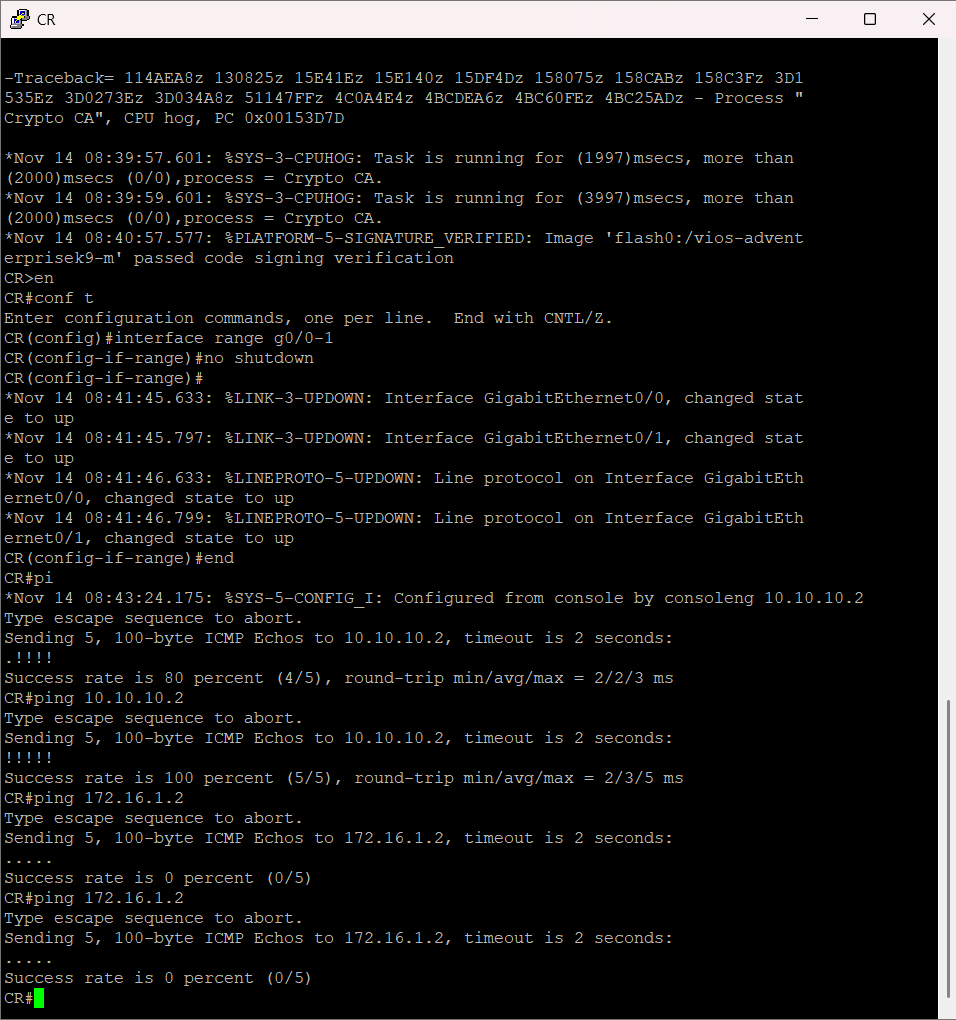 CR
-Traceback= 114AEA8z 130825z 15E41Ez 15E140z 15DF4Dz 158075z 158CABz 158C3Fz 3D1
535Ez 3D0273Ez 3D034A8z 51147FFz 4C0A4E4z 4BCDEA6z 4BC60FEz 4BC25ADz - Process "
Crypto CA", CPU hog, PC 0x00153D7D
*Nov 14 08:39:57.601: %SYS-3-CPUHOG: Task is running for (1997)msecs, more than
(2000)msecs (0/0),process = Crypto CA.
*Nov 14 08:39:59.601: %SYS-3-CPUHOG: Task is running for (3997)msecs, more than
(2000)msecs (0/0),process = Crypto CA.
*Nov 14 08:40:57.577: %PLATFORM-5-SIGNATURE_VERIFIED: Image 'flash0:/vios-advent
erprisek9-m' passed code signing verification
CR>en
CR#conf t
Enter configuration commands, one per line.  End with CNTL/Z.
CR(config)#interface range g0/0-1
CR(config-if-range)#no shutdown
CR(config-if-range)#
*Nov 14 08:41:45.633: %LINK-3-UPDOWN: Interface GigabitEthernet0/0, changed stat
e to up
*Nov 14 08:41:45.797: %LINK-3-UPDOWN: Interface GigabitEthernet0/1, changed stat
e to up
*Nov 14 08:41:46.633: %LINEPROTO-5-UPDOWN: Line protocol on Interface GigabitEth
ernet0/0, changed state to up
*Nov 14 08:41:46.799: %LINEPROTO-5-UPDOWN: Line protocol on Interface GigabitEth
ernet0/1, changed state to up
CR(config-if-range)#end
CR#pi
*Nov 14 08:43:24.175: %SYS-5-CONFIG_I: Configured from console by consoleng 10.10.10.2
Type escape sequence to abort.
Sending 5, 100-byte ICMP Echos to 10.10.10.2, timeout is 2 seconds:
.!!!!
Success rate is 80 percent (4/5), round-trip min/avg/max = 2/2/3 ms
CR#ping 10.10.10.2
Type escape sequence to abort.
Sending 5, 100-byte ICMP Echos to 10.10.10.2, timeout is 2 seconds:
!!!!!
Success rate is 100 percent (5/5), round-trip min/avg/max = 2/3/5 ms
CR#ping 172.16.1.2
Type escape sequence to abort.
Sending 5, 100-byte ICMP Echos to 172.16.1.2, timeout is 2 seconds:
.....
Success rate is 0 percent (0/5)
CR#ping 172.16.1.2
Type escape sequence to abort.
Sending 5, 100-byte ICMP Echos to 172.16.1.2, timeout is 2 seconds:
.....
Success rate is 0 percent (0/5)
CR#